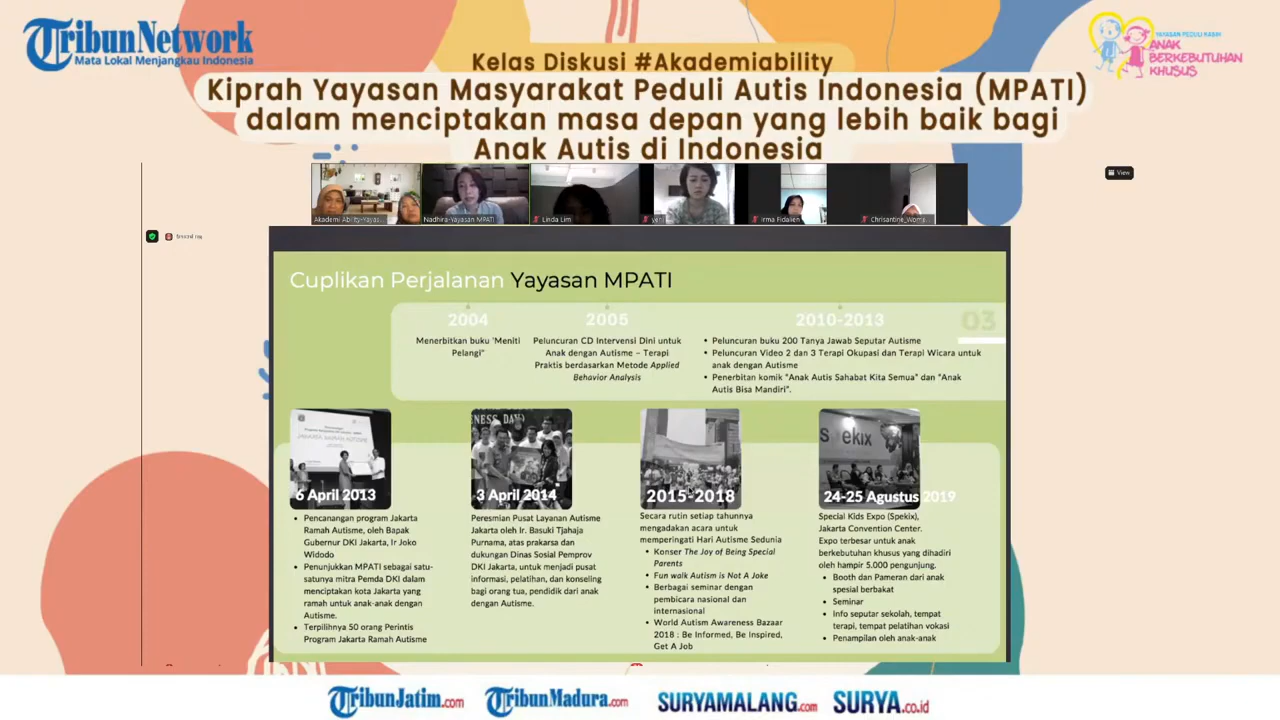 TribunNetwork
Mata Lokal Menjangkau Indonesia
YAYASAN PEDULI KASIH
ANAK
BERKEBUTUHAN
KHUSUS
Kelas Diskusi #Akademiability
Kiprah Yayasan Masyarakat Peduli Autis Indonesia (MPATI)
dalam menciptakan masa depan yang lebih baik bagi
Anak Autis di Indonesia
View
Akademi Ability-Yayas...
Nadhira-Yayasan MPATI
Linda Lim
yeni
Irma Fidalien
Cuplikan Perjalanan Yayasan MPATI
03
2004
Menerbitkan buku 'Meniti
Pelangi"
2005
Peluncuran CD Intervensi Dini untuk
Anak dengan Autisme – Terapi
Praktis berdasarkan Metode Applied
Behavior Analysis
2010-2013
• Peluncuran buku 200 Tanya Jawab Seputar Autisme
• Peluncuran Video 2 dan 3 Terapi Okupasi dan Terapi Wicara untuk
anak dengan Autisme
• Penerbitan komik "Anak Autis Sahabat Kita Semua" dan "Anak
Autis Bisa Mandiri".
6 April 2013
• Pencanangan program Jakarta
Ramah Autisme, oleh Bapak
Gubernur DKI Jakarta, Ir Joko
Widodo
• Penunjukkan MPATI sebagai satu-
satunya mitra Pemda DKI dalam
menciptakan kota Jakarta yang
ramah untuk anak-anak dengan
Autisme.
• Terpilihnya 50 orang Perintis
Program Jakarta Ramah Autisme
NESS DAY)
3 April 2014
Peresmian Pusat Layanan Autisme
Jakarta oleh Ir. Basuki Tjahaja
Purnama, atas prakarsa dan
dukungan Dinas Sosial Pemprov
DKI Jakarta, untuk menjadi pusat
informasi, pelatihan, dan konseling
bagi orang tua, pendidik dari anak
dengan Autisme.
2015-2018
Secara rutin setiap tahunnya
mengadakan acara untuk
memperingati Hari Autisme Sedunia
• Konser The Joy of Being Special
Parents
• Fun walk Autism is Not A Joke
• Berbagai seminar dengan
pembicara nasional dan
internasional
• World Autism Awareness Bazaar
2018 : Be Informed, Be Inspired,
Get A Job
24-25 Agustus 2019
Special Kids Expo (Spekix),
Jakarta Convention Center.
Expo terbesar untuk anak
berkebutuhan khusus yang dihadiri
oleh hampir 5.000 pengunjung.
• Booth dan Pameran dari anak
spesial berbakat
• Seminar
• Info seputar sekolah, tempat
terapi, tempat pelatihan vokasi
• Penampilan oleh anak-anak
TribunJatim.com
TribunMadura.com
SURYAMALANG.com
SURYA.co.id